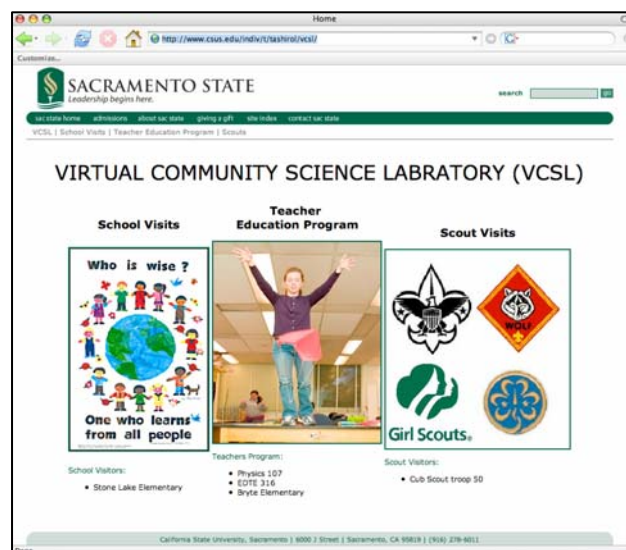 Home
http://www.csus.edu/indiv/t/tashirol/vcsl/
Customize...
SACRAMENTO STATE
Leadership begins here.
search
go
sac state home admissions about sac state giving a gift site index contact sac state
VCSL | School Visits | Teacher Education Program | Scouts
VIRTUAL COMMUNITY SCIENCE LABRATORY (VCSL)
School Visits
Who is wise ?
One who learns
from all people
School Visitors:
• Stone Lake Elementary
Teacher
Education Program
Teachers Program:
• Physics 107
• EDTE 316
• Bryte Elementary
Scout Visits
WOLF
Girl Scouts.
Scout Visitors:
• Cub Scout troop 50
California State University, Sacramento | 6000 J Street | Sacramento, CA 95819 | (916) 278-6011
Done